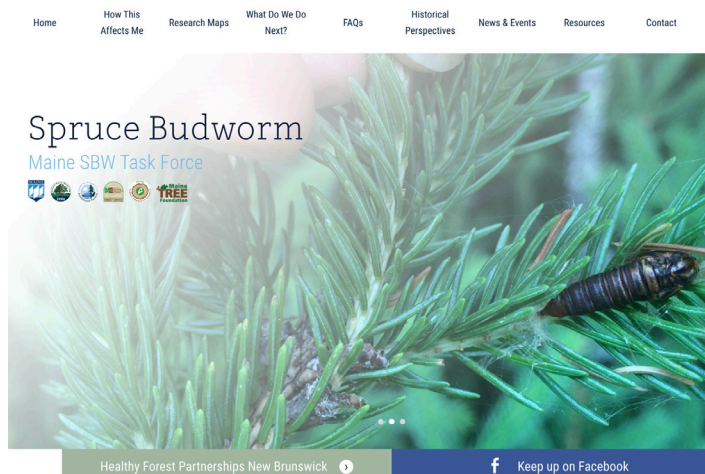 Home
How This
Affects Me
Research Maps
What Do We Do
Next?
FAQs
Historical
Perspectives
News & Events
Resources
Contact
Spruce Budworm
Maine SBW Task Force
Maine
TREE
Foundation
Healthy Forest Partnerships New Brunswick
Keep up on Facebook